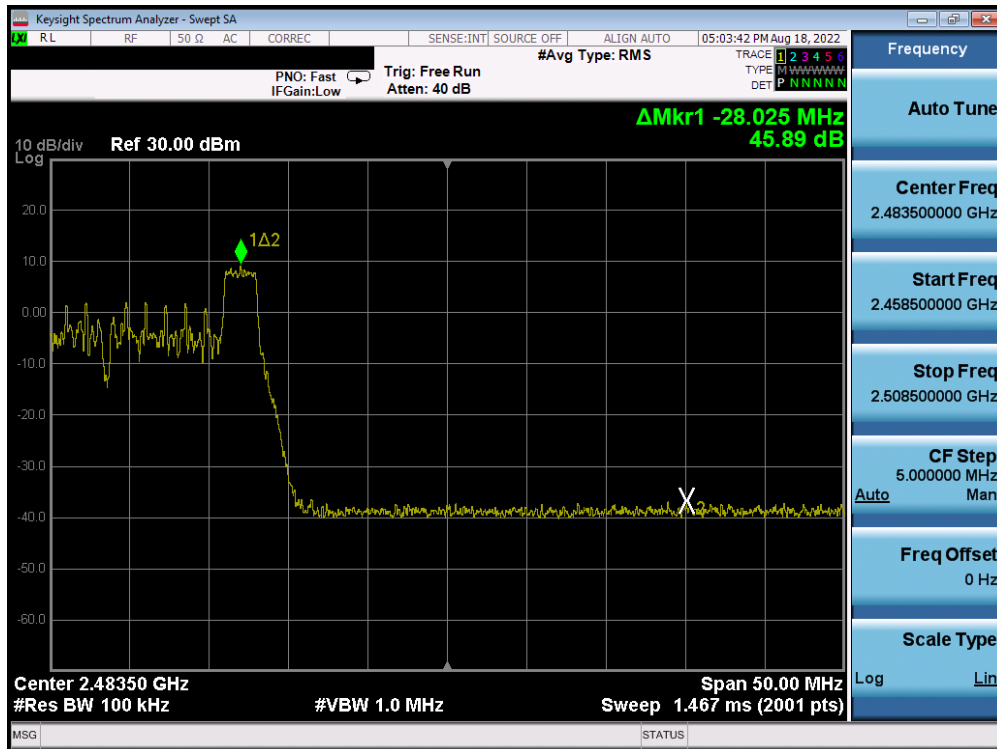 Keysight Spectrum Analyzer - Swept SA
LXI RL RF 50 Ω AC CORREC SENSE:INT SOURCE OFF ALIGN AUTO 05:03:42 PM Aug 18, 2022
#Avg Type: RMS
TRACE 1 2 3 4 5 6
TYPE M WWWWW
DET P N N N N N
PNO: Fast
IFGain:Low
Trig: Free Run
Atten: 40 dB
ΔMkr1 -28.025 MHz
45.89 dB
10 dB/div
Log
Ref 30.00 dBm
20.0
10.0
0.00
-10.0
-20.0
-30.0
-40.0
-50.0
-60.0
1Δ2
X2
Center 2.48350 GHz
#Res BW 100 kHz
#VBW 1.0 MHz
Span 50.00 MHz
Sweep 1.467 ms (2001 pts)
MSG
STATUS
Frequency
Auto Tune
Center Freq
2.483500000 GHz
Start Freq
2.458500000 GHz
Stop Freq
2.508500000 GHz
CF Step
5.000000 MHz
Auto Man
Freq Offset
0 Hz
Scale Type
Log Lin